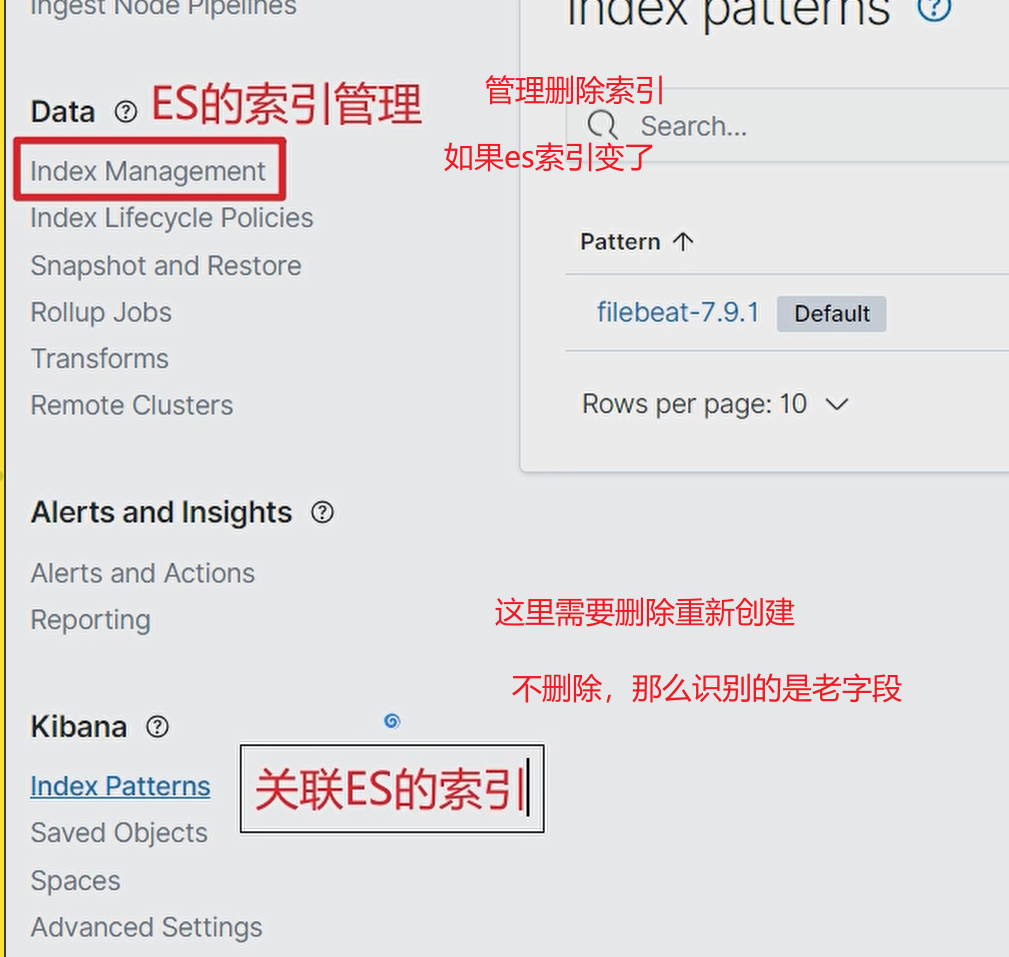 Ingest Node Pipelines
Index patterns
Data ES的索引管理
管理删除索引
Index Management
Search...
如果es索引变了
Index Lifecycle Policies
Snapshot and Restore
Pattern
Rollup Jobs
filebeat-7.9.1 Default
Transforms
Remote Clusters
Rows per page: 10
Alerts and Insights
Alerts and Actions
Reporting
这里需要删除重新创建
不删除，那么识别的是老字段
Kibana
Index Patterns
关联ES的索引
Saved Objects
Spaces
Advanced Settings